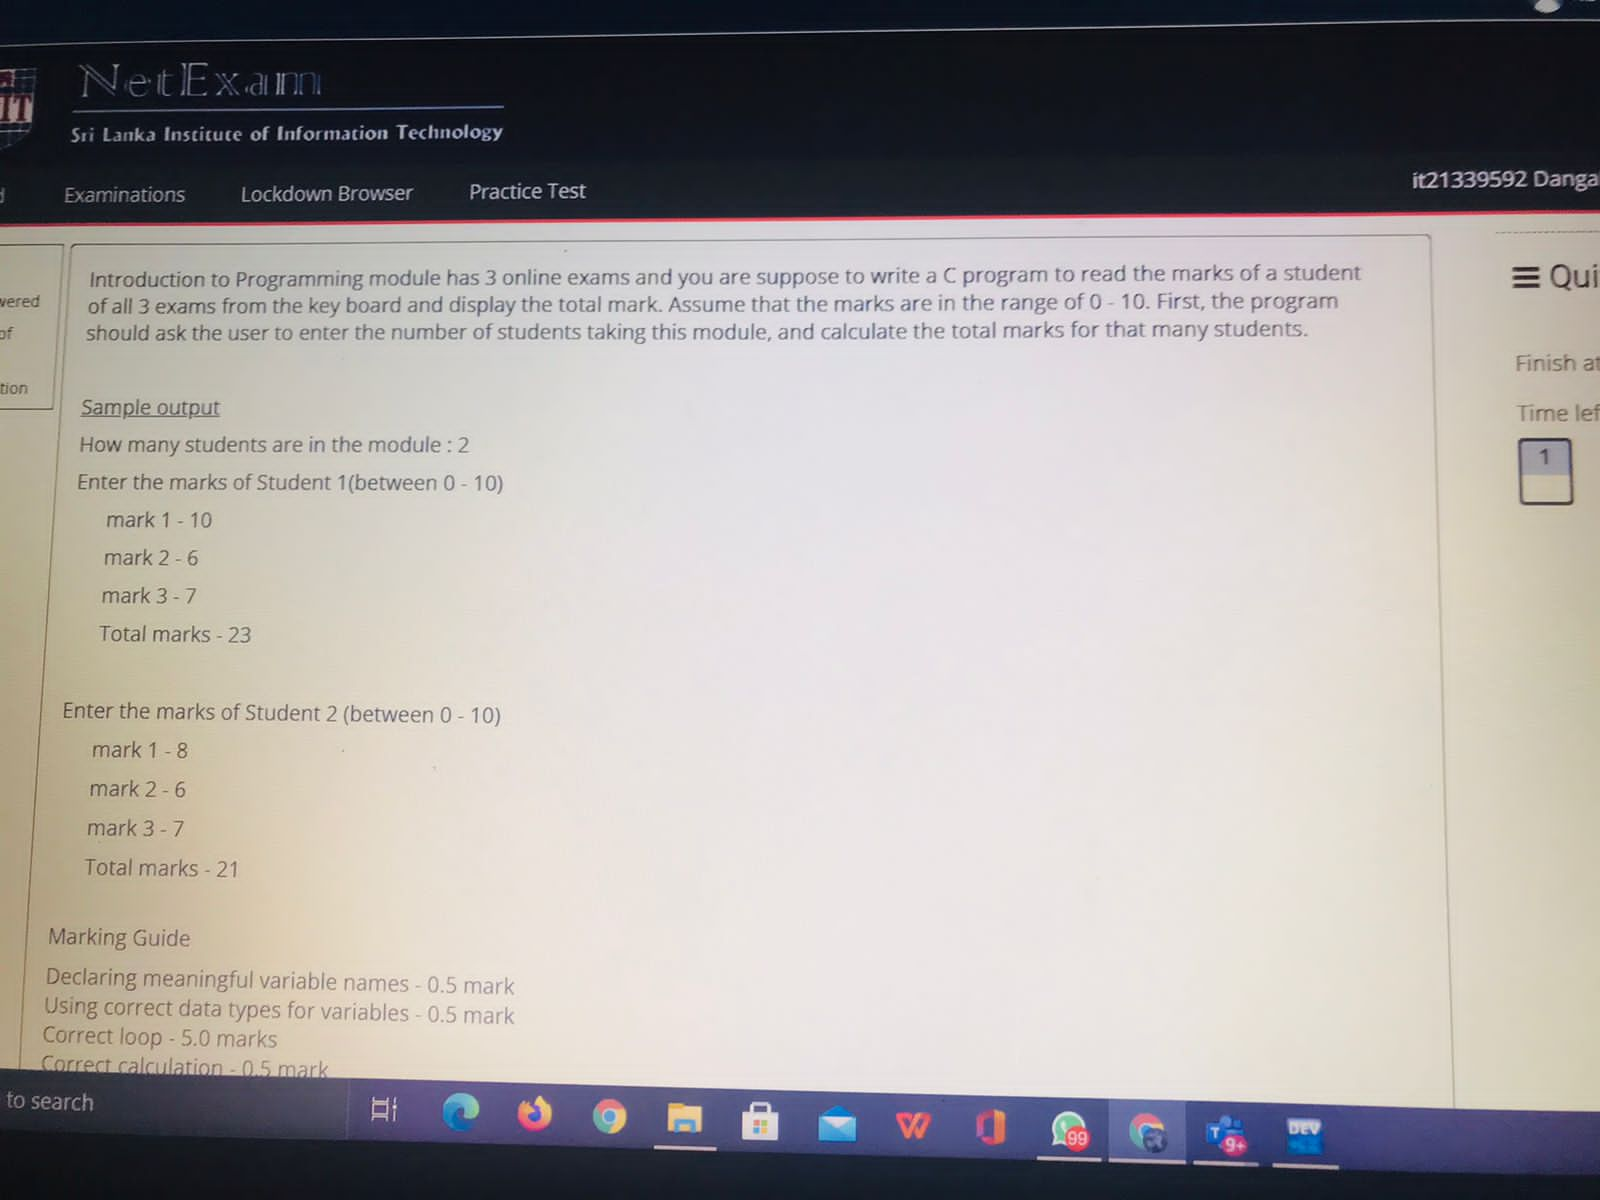 IT
NetExam
Sri Lanka Institute of Information Technology
Examinations Lockdown Browser Practice Test
it21339592
wered
of
tion
Introduction to Programming module has 3 online exams and you are suppose to write a C program to read the marks of a student
of all 3 exams from the key board and display the total mark. Assume that the marks are in the range of 0 - 10. First, the program
should ask the user to enter the number of students taking this module, and calculate the total marks for that many students.
Sample output
How many students are in the module : 2
Enter the marks of Student 1(between 0 - 10)
mark 1 - 10
mark 2 - 6
mark 3 - 7
Total marks - 23
Enter the marks of Student 2 (between 0 - 10)
mark 1 - 8
mark 2 - 6
mark 3 - 7
Total marks - 21
Marking Guide
Declaring meaningful variable names - 0.5 mark
Using correct data types for variables - 0.5 mark
Correct loop - 5.0 marks
Correct calculation - 0.5 mark
Qui
Finish at
Time lef
1
to search
99
T
9+
DEV